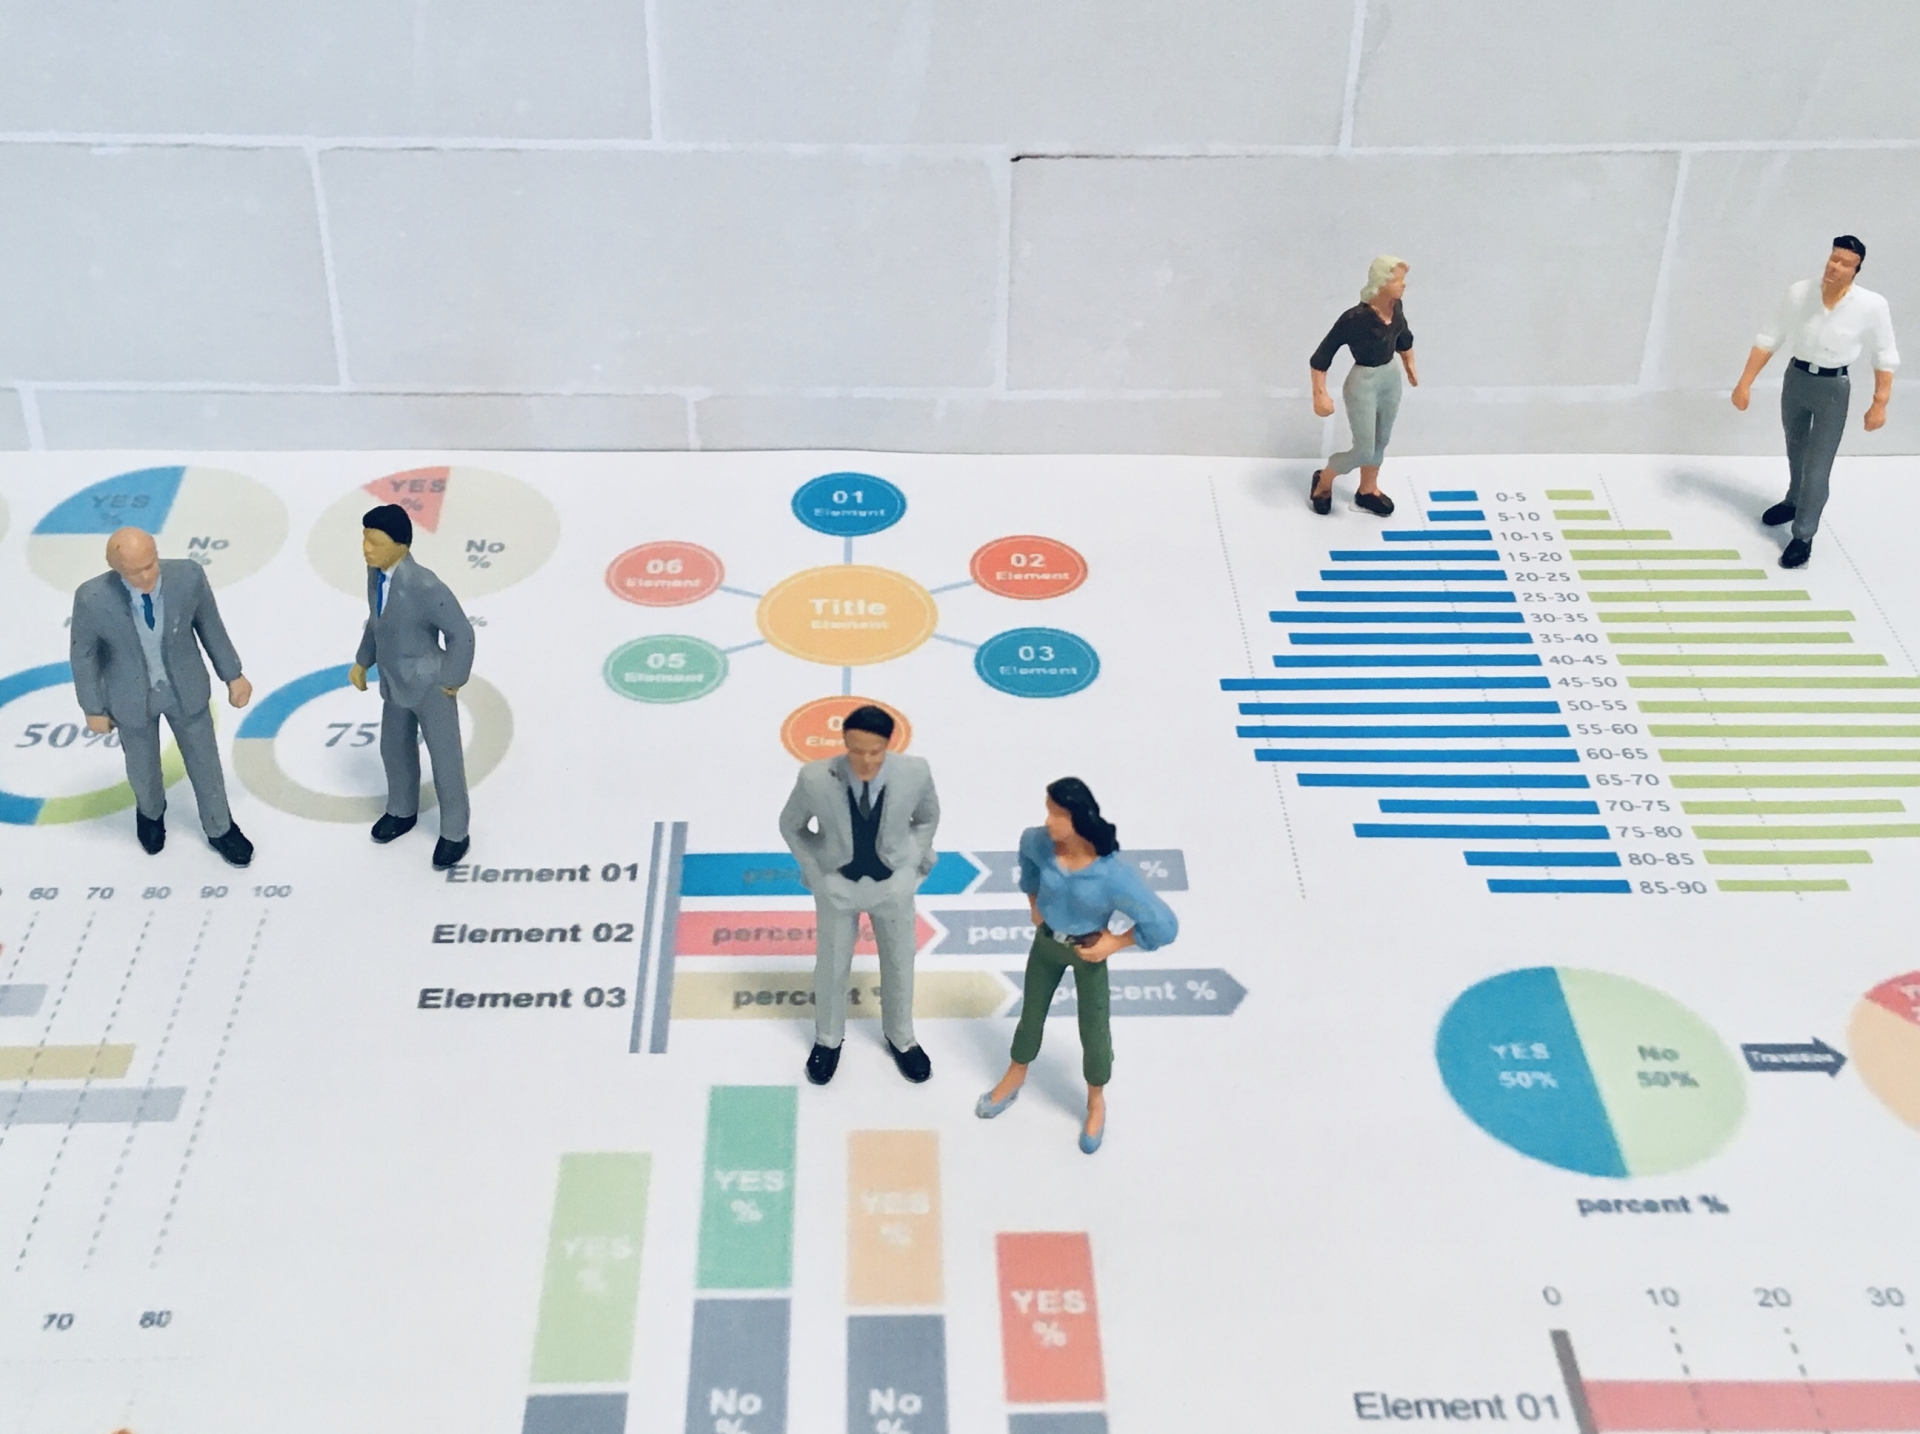 YES
%
No
%
YES
%
No
%
%
50%
75
01
Element
02
Element
03
Element
05
Element
06
Element
Title
Element
0-5
5-10
10-15
15-20
20-25
25-30
30-35
35-40
40-45
45-50
50-55
55-60
60-65
65-70
70-75
75-80
80-85
85-90
60 70 80 90 100
Element 01
%
Element 02
Element 03
percent %
70 80
YES
%
YES
%
No
%
YES
%
No
%
YES
%
YES
50%
No
50%
Transition
percent %
0 10 20 30
Element 01